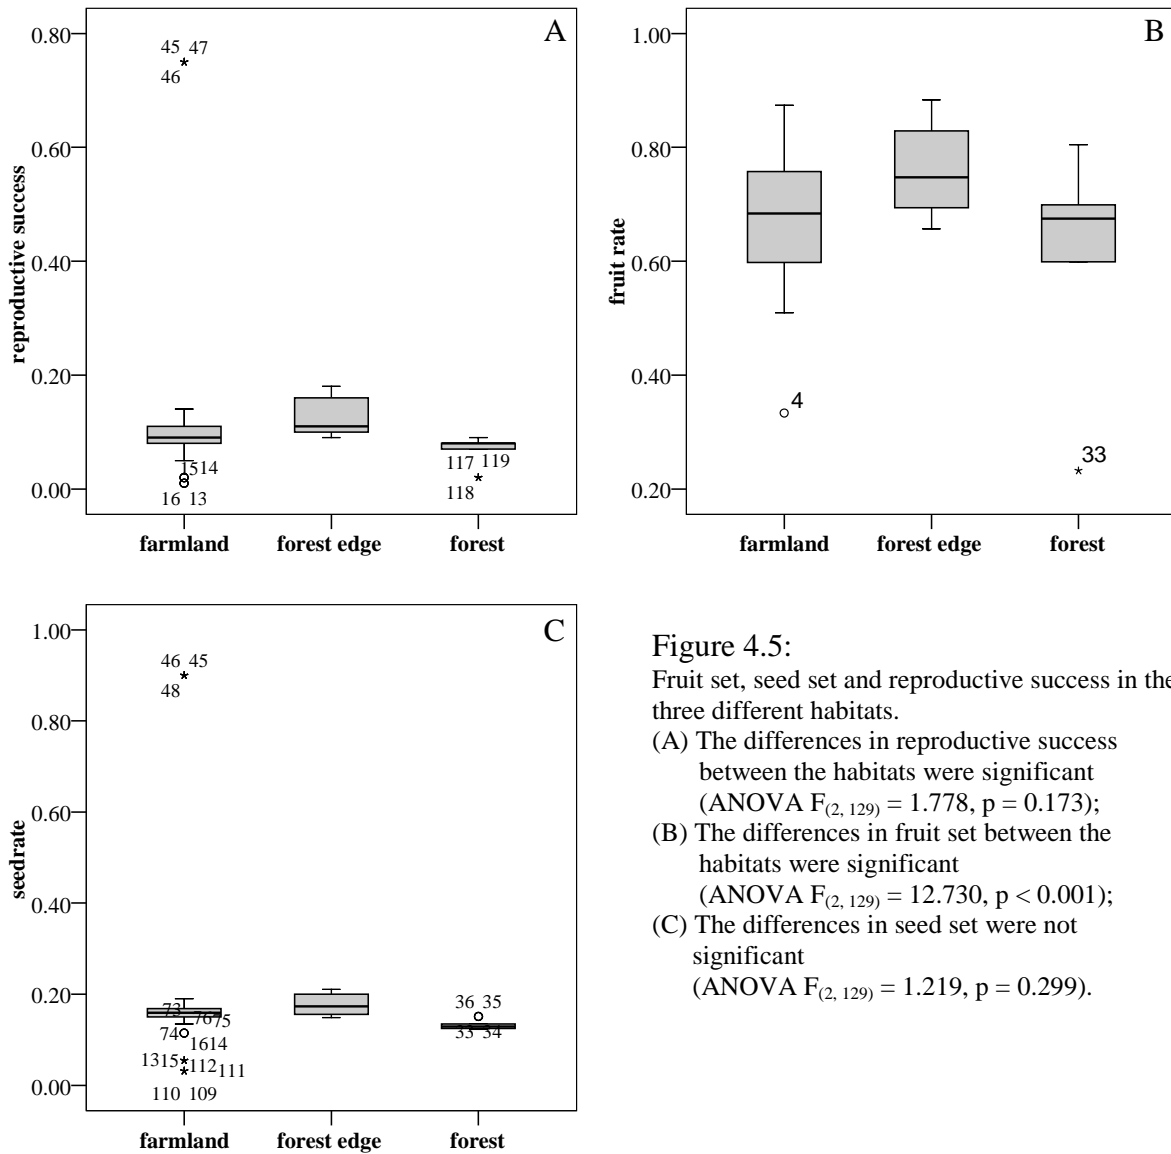 A
0.80
0.60
0.40
0.20
0.00
reproductive success
45 47
46
1514
16 13
117 119
118
farmland forest edge forest
B
1.00
0.80
0.60
0.40
0.20
fruit rate
4
33
farmland forest edge forest
C
1.00
0.80
0.60
0.40
0.20
0.00
seedrate
46 45
48
73
76 75
74
1614
1315
112 111
110 109
36 35
33 34
farmland forest edge forest
Figure 4.5:
Fruit set, seed set and reproductive success in the
three different habitats.
(A) The differences in reproductive success
between the habitats were significant
(ANOVA F(2, 129) = 1.778, p = 0.173);
(B) The differences in fruit set between the
habitats were significant
(ANOVA F(2, 129) = 12.730, p < 0.001);
(C) The differences in seed set were not
significant
(ANOVA F(2, 129) = 1.219, p = 0.299).